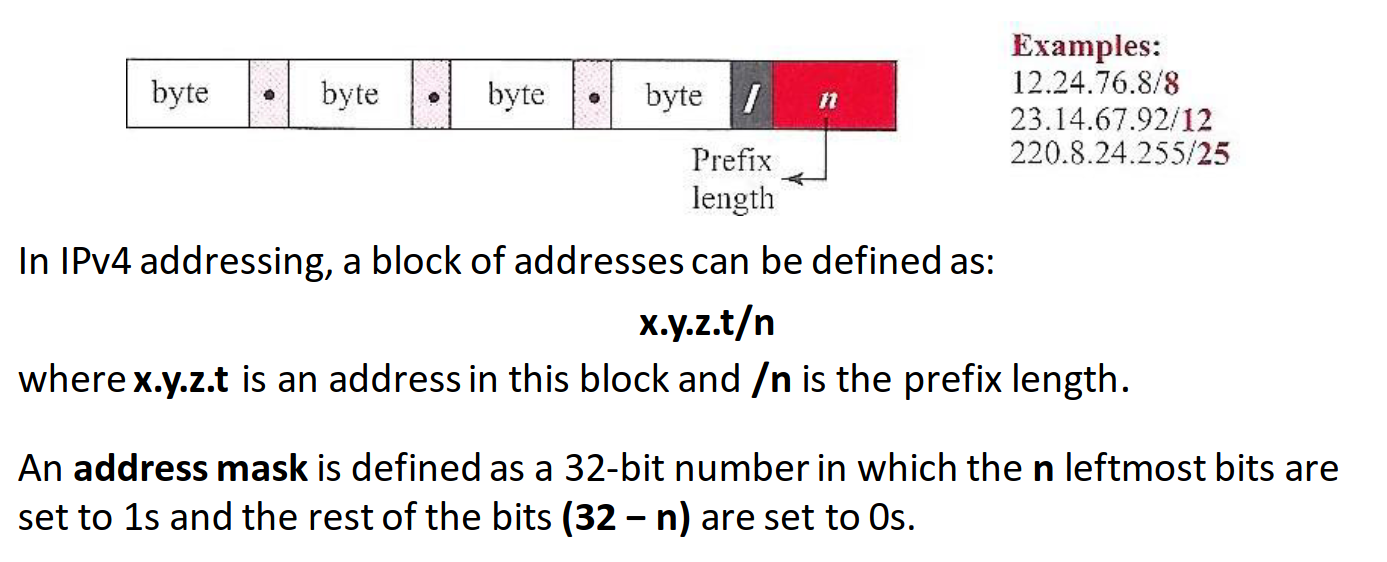 byte • byte • byte • byte / n
Prefix
length
Examples:
12.24.76.8/8
23.14.67.92/12
220.8.24.255/25
In IPv4 addressing, a block of addresses can be defined as:
x.y.z.t/n
where x.y.z.t is an address in this block and /n is the prefix length.
An address mask is defined as a 32-bit number in which the n leftmost bits are
set to 1s and the rest of the bits (32 – n) are set to 0s.